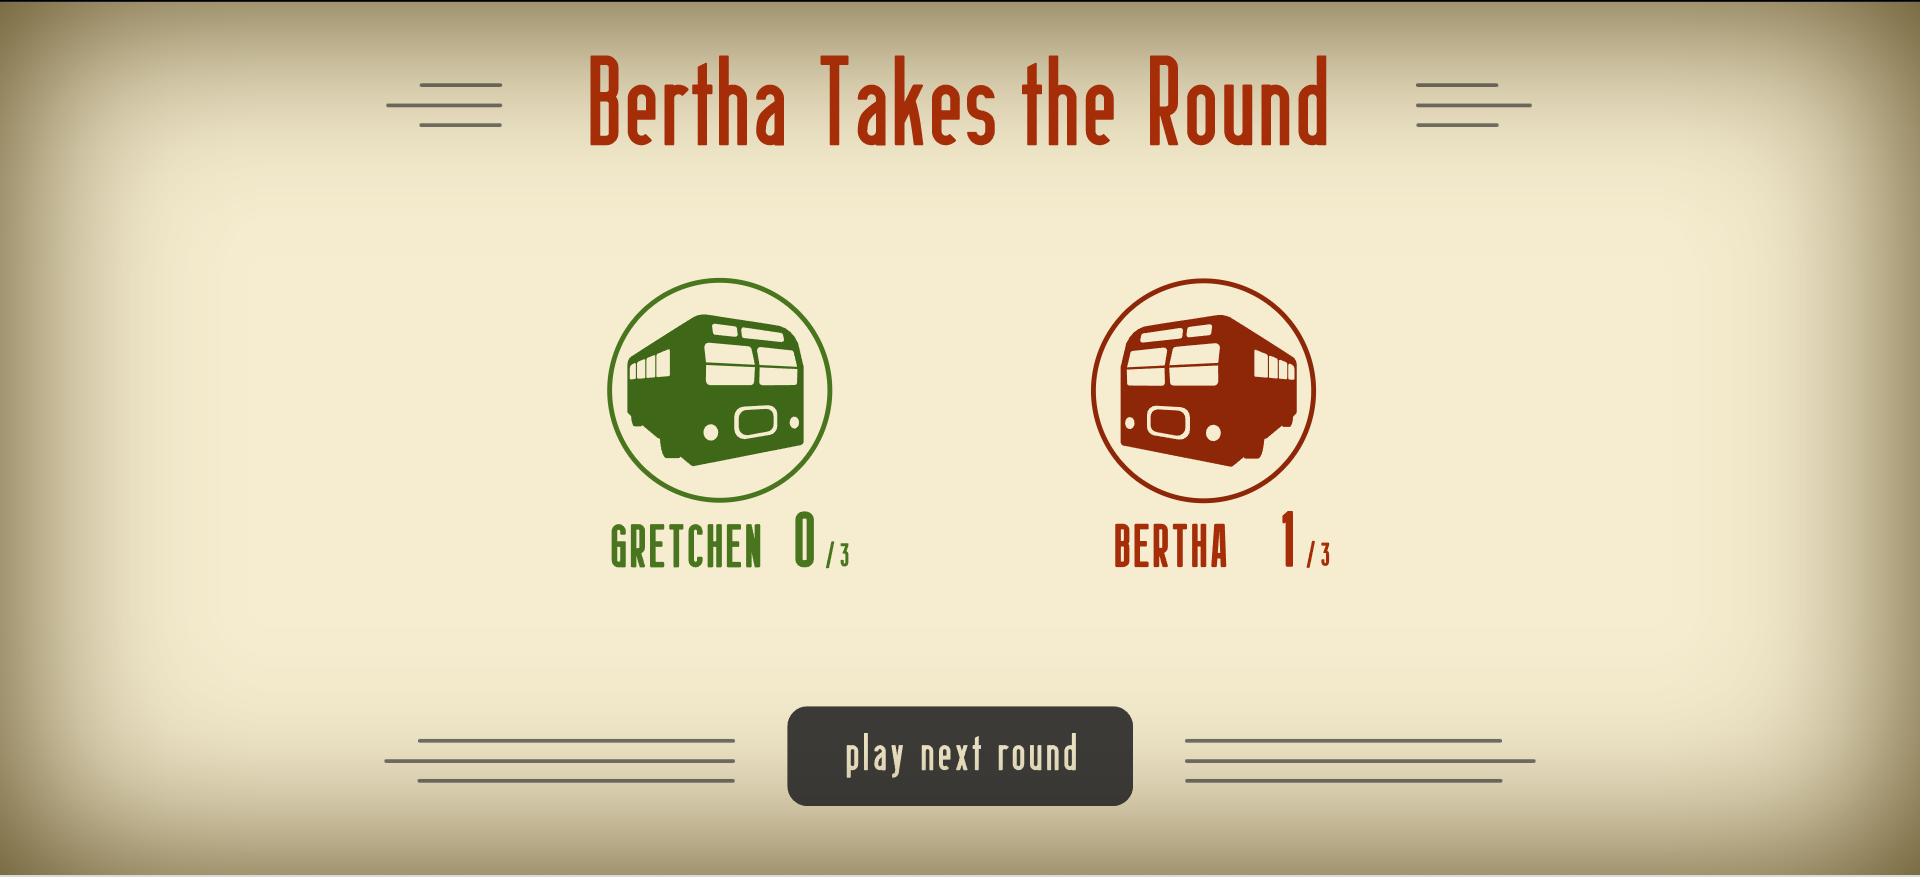 Bertha Takes the Round
GRETCHEN 0/3
BERTHA 1/3
play next round